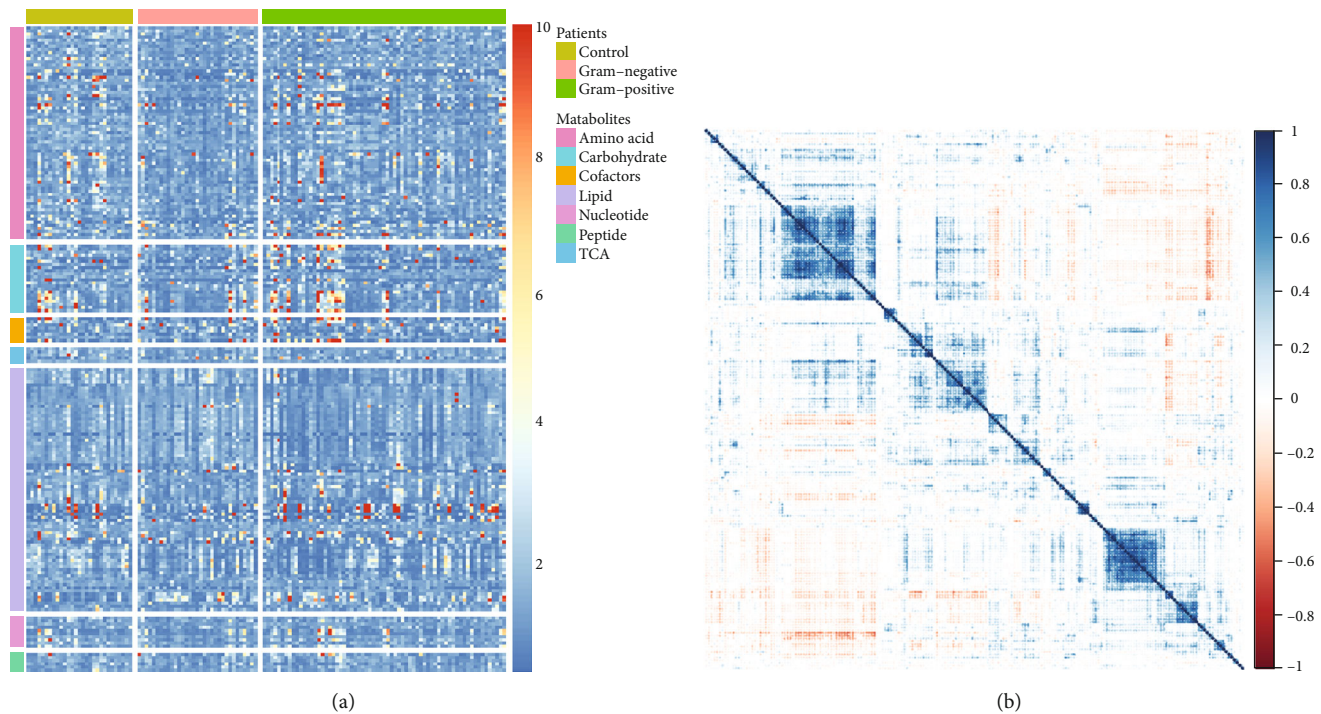 10
8
6
4
2
Patients
Control
Gram–negative
Gram–positive
Matabolites
Amino acid
Carbohydrate
Cofactors
Lipid
Nucleotide
Peptide
TCA
(a)
1
0.8
0.6
0.4
0.2
0
–0.2
–0.4
–0.6
–0.8
–1
(b)